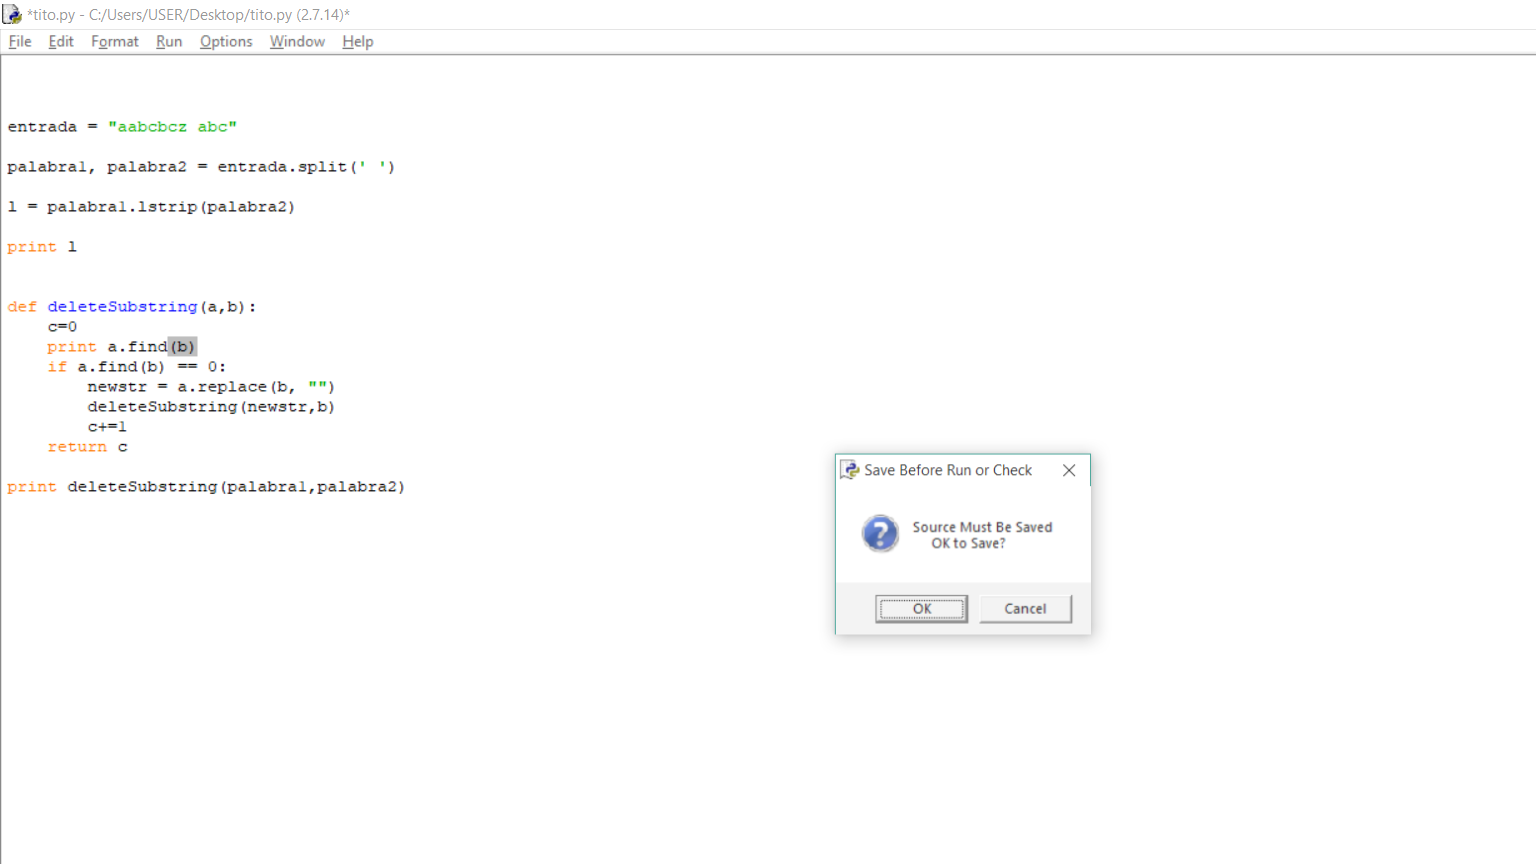 *tito.py - C:/Users/USER/Desktop/tito.py (2.7.14)*
File Edit Format Run Options Window Help
entrada = "aabcbcz abc"
palabra1, palabra2 = entrada.split(' ')
l = palabra1.lstrip(palabra2)
print l
def deleteSubstring(a,b):
    c=0
    print a.find(b)
    if a.find(b) == 0:
        newstr = a.replace(b, "")
        deleteSubstring(newstr,b)
        c+=1
    return c
print deleteSubstring(palabra1,palabra2)
Save Before Run or Check
Source Must Be Saved
OK to Save?
OK Cancel